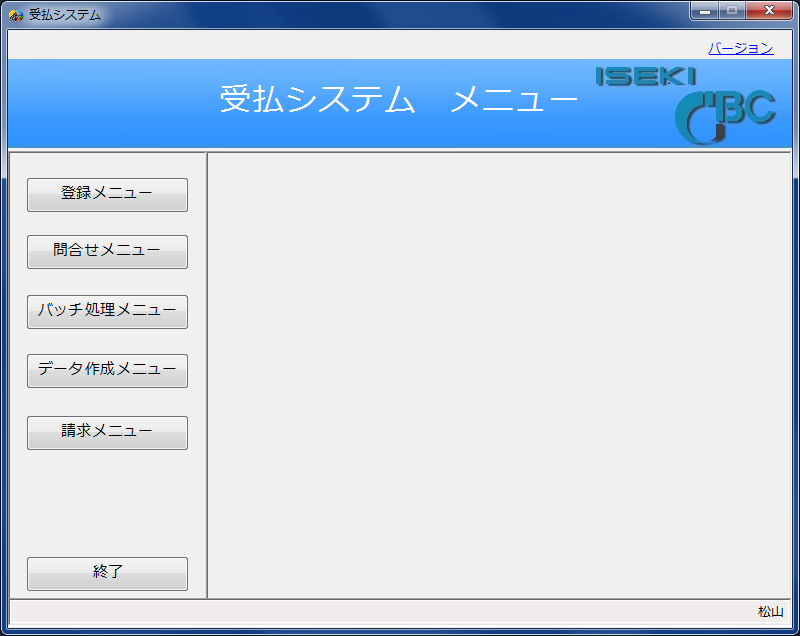 受払システム
バージョン
受払システム　メニュー
ISEKI
GBC
登録メニュー
問合せメニュー
バッチ処理メニュー
データ作成メニュー
請求メニュー
終了
松山